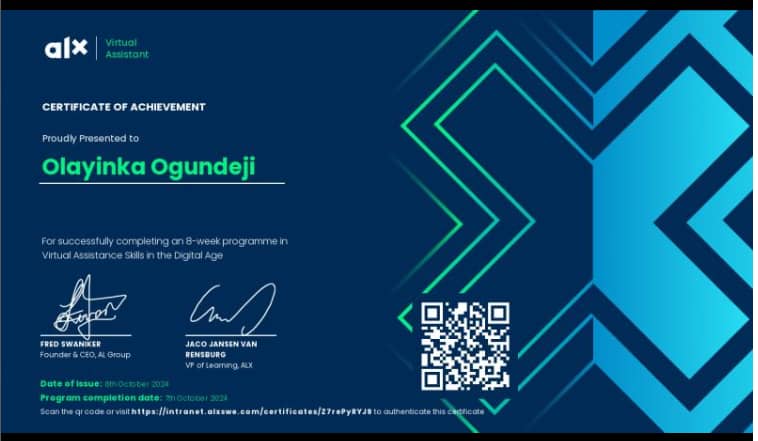 alx Virtual
Assistant
CERTIFICATE OF ACHIEVEMENT
Proudly Presented to
Olayinka Ogundeji
For successfully completing an 8-week programme in
Virtual Assistance Skills in the Digital Age
FRED SWANIKER
Founder & CEO, AL Group
JACO JANSEN VAN
RENSBURG
VP of Learning, ALX
Date of Issue: 8th October 2024
Program completion date: 7th October 2024
Scan the qr code or visit https://intranet.alxswe.com/certificates/Z7rePyRYJ8 to authenticate this certificate